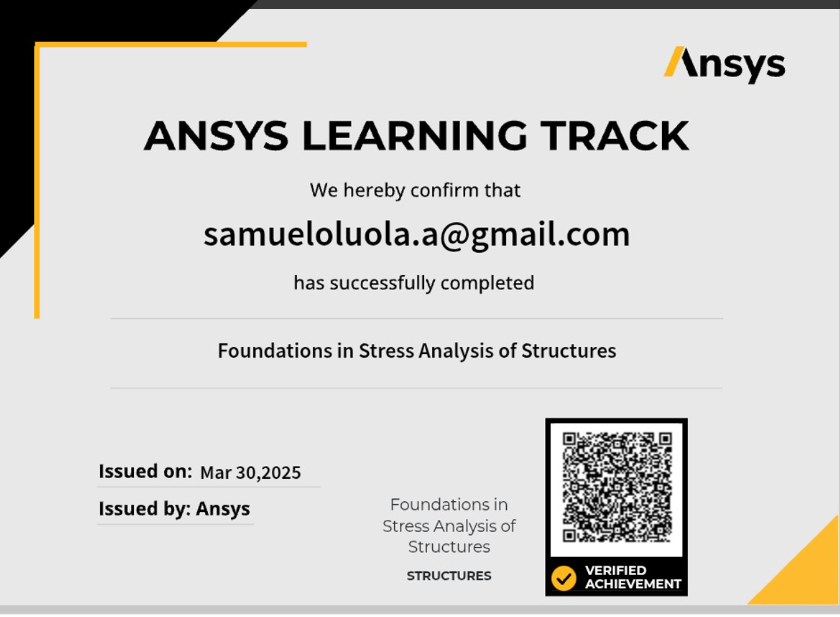 Ansys
ANSYS LEARNING TRACK
We hereby confirm that
samueloluola.a@gmail.com
has successfully completed
Foundations in Stress Analysis of Structures
Issued on: Mar 30,2025
Issued by: Ansys
Foundations in
Stress Analysis of
Structures
STRUCTURES
VERIFIED
ACHIEVEMENT